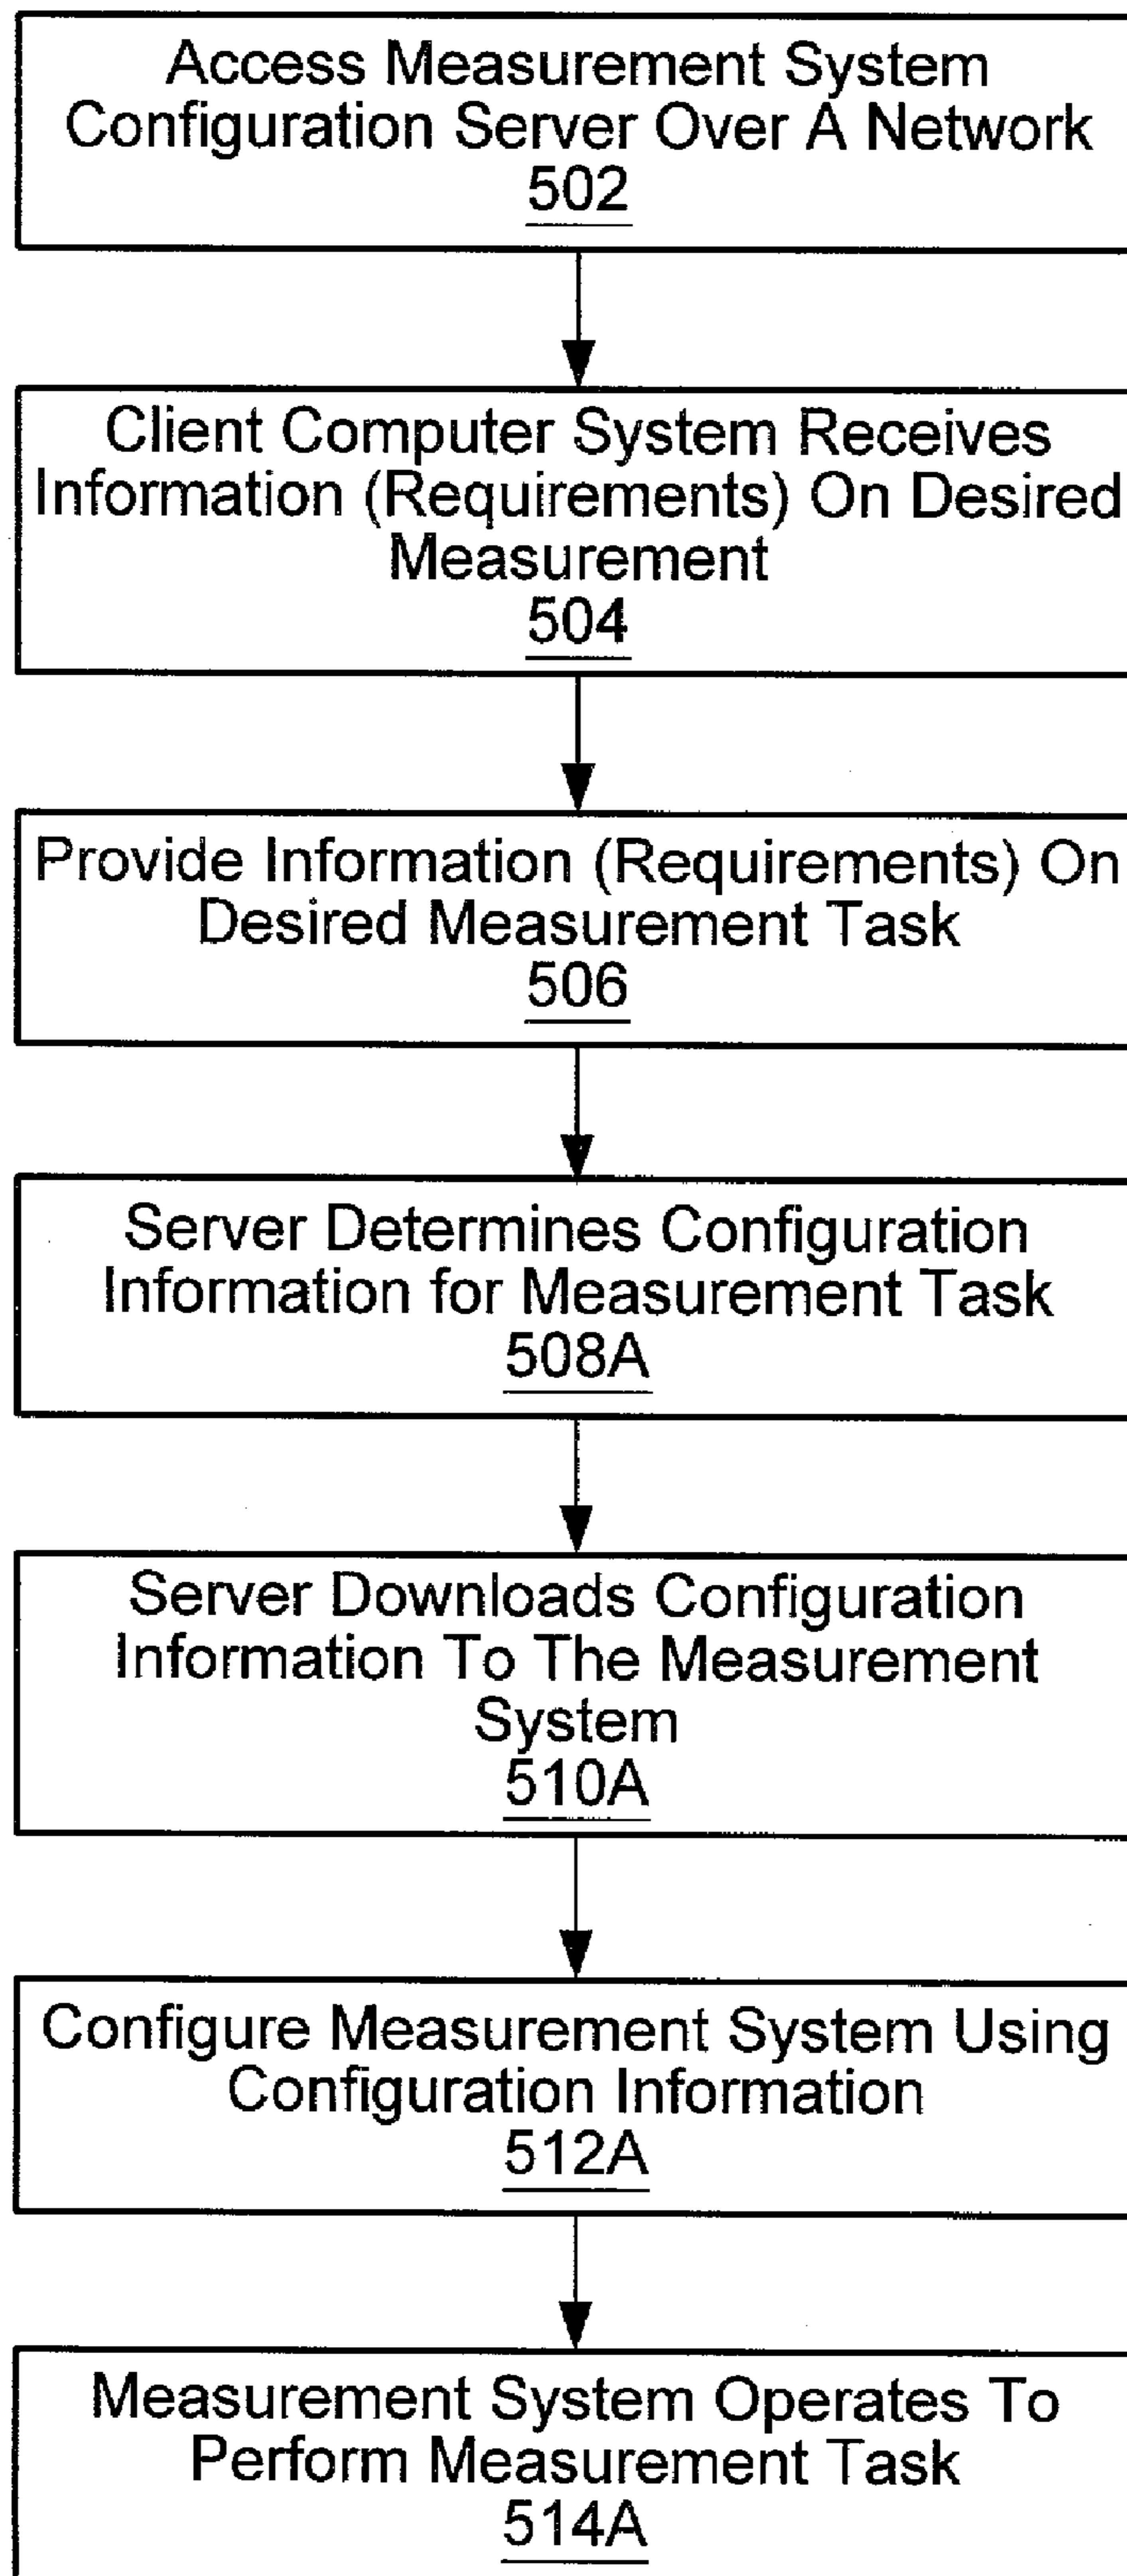 Access Measurement System
Configuration Server Over A Network
502
Client Computer System Receives
Information (Requirements) On Desired
Measurement
504
Provide Information (Requirements) On
Desired Measurement Task
506
Server Determines Configuration
Information for Measurement Task
508A
Server Downloads Configuration
Information To The Measurement
System
510A
Configure Measurement System Using
Configuration Information
512A
Measurement System Operates To
Perform Measurement Task
514A